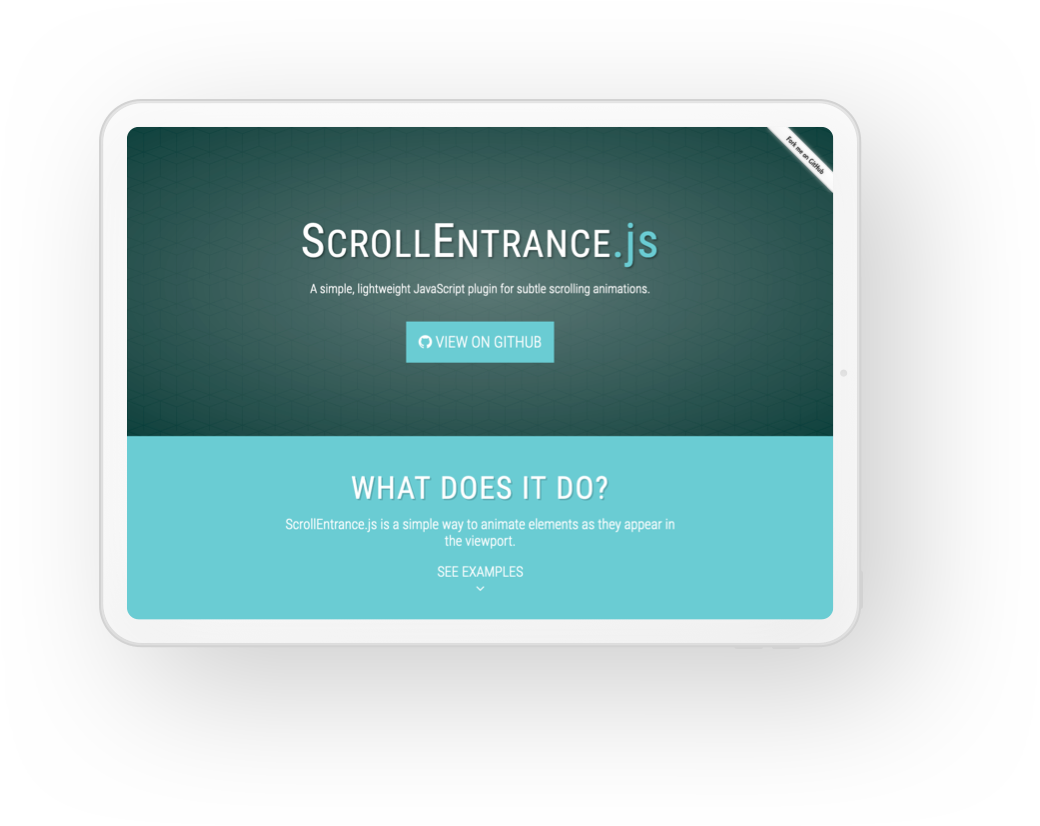 Fork me on GitHub
SCROLLENTRANCE.js
A simple, lightweight JavaScript plugin for subtle scrolling animations.
VIEW ON GITHUB
WHAT DOES IT DO?
ScrollEntrance.js is a simple way to animate elements as they appear in
the viewport.
SEE EXAMPLES